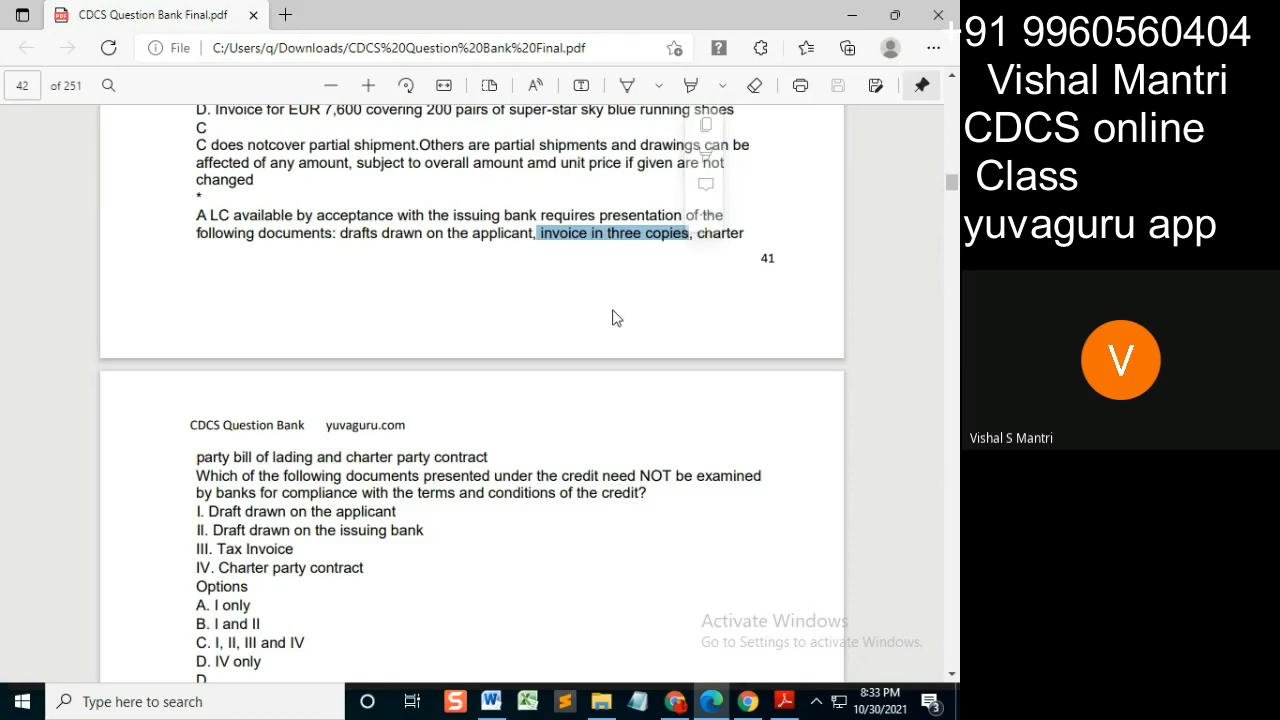 CDCS Question Bank Final.pdf
File
C:/Users/q/Downloads/CDCS%20Question%20Bank%20Final.pdf
42 of 251
D. Invoice for EUR 7,600 covering 200 pairs of super-star sky blue running shoes
C
C does notcover partial shipment.Others are partial shipments and drawings can be
affected of any amount, subject to overall amount amd unit price if given are not
changed
*
A LC available by acceptance with the issuing bank requires presentation of the
following documents: drafts drawn on the applicant, invoice in three copies, charter
41
CDCS Question Bank yuvaguru.com
party bill of lading and charter party contract
Which of the following documents presented under the credit need NOT be examined
by banks for compliance with the terms and conditions of the credit?
I. Draft drawn on the applicant
II. Draft drawn on the issuing bank
III. Tax Invoice
IV. Charter party contract
Options
A. I only
B. I and II
C. I, II, III and IV
D. IV only
D
Activate Windows
Go to Settings to activate Windows.
Type here to search
8:33 PM
10/30/2021
3
+91 9960560404
Vishal Mantri
CDCS online
Class
yuvaguru app
V
Vishal S Mantri